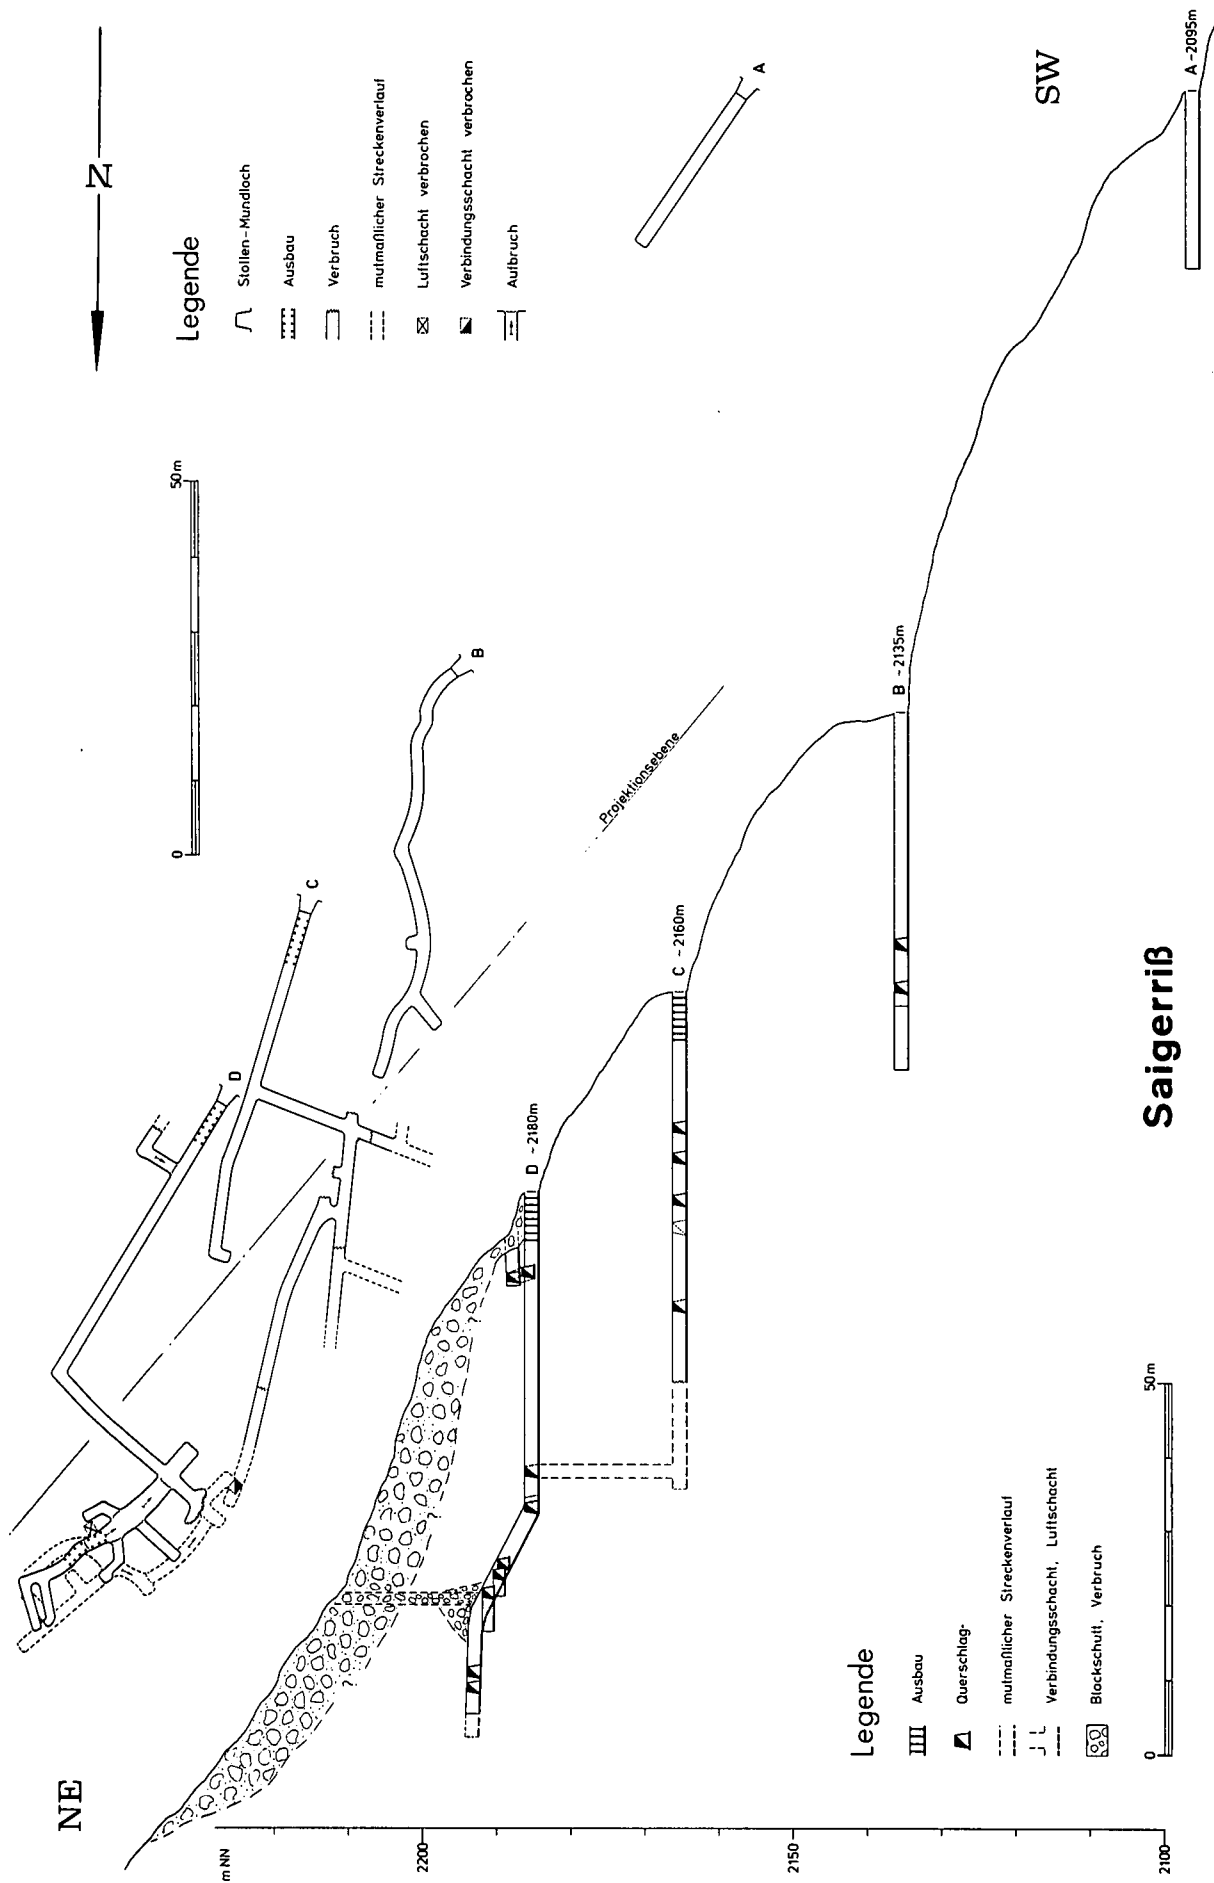 N
Legende
Stollen-Mundloch
Ausbau
Verbruch
mutmaßlicher Streckenverlauf
Luftschacht verbrochen
Verbindungsschacht verbrochen
Aufbruch
0
50m
A
B
C
D
Projektionsebene
NE
SW
A ~2095m
B ~2135m
C ~2160m
D ~2180m
?
?
m NN
2200
2150
2100
Legende
Ausbau
Querschlag-
mutmaßlicher Streckenverlauf
Verbindungsschacht, Luftschacht
Blockschutt, Verbruch
0
50m
Saigerriß